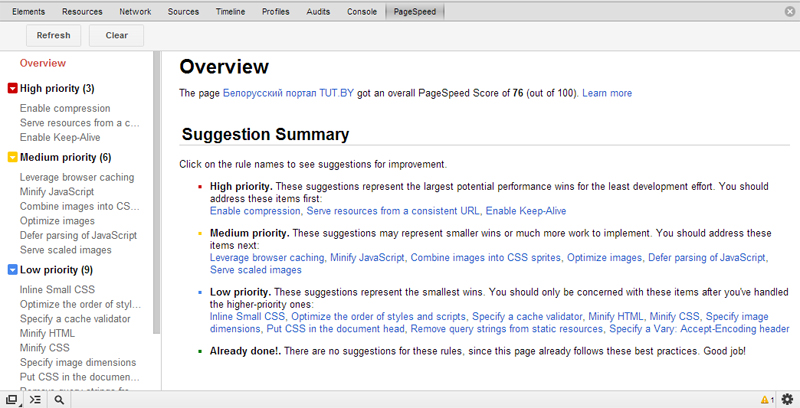 Elements Resources Network Sources Timeline Profiles Audits Console PageSpeed
Refresh Clear
Overview
High priority (3)
Enable compression
Serve resources from a c...
Enable Keep-Alive
Medium priority (6)
Leverage browser caching
Minify JavaScript
Combine images into CS...
Optimize images
Defer parsing of JavaScript
Serve scaled images
Low priority (9)
Inline Small CSS
Optimize the order of styl...
Specify a cache validator
Minify HTML
Minify CSS
Specify image dimensions
Put CSS in the documen...
Overview
The page Белорусский портал TUT.BY got an overall PageSpeed Score of 76 (out of 100). Learn more
Suggestion Summary
Click on the rule names to see suggestions for improvement.
High priority. These suggestions represent the largest potential performance wins for the least development effort. You should
address these items first:
Enable compression, Serve resources from a consistent URL, Enable Keep-Alive
Medium priority. These suggestions may represent smaller wins or much more work to implement. You should address these
items next:
Leverage browser caching, Minify JavaScript, Combine images into CSS sprites, Optimize images, Defer parsing of JavaScript,
Serve scaled images
Low priority. These suggestions represent the smallest wins. You should only be concerned with these items after you've handled
the higher-priority ones:
Inline Small CSS, Optimize the order of styles and scripts, Specify a cache validator, Minify HTML, Minify CSS, Specify image
dimensions, Put CSS in the document head, Remove query strings from static resources, Specify a Vary: Accept-Encoding header
Already done!. There are no suggestions for these rules, since this page already follows these best practices. Good job!
1